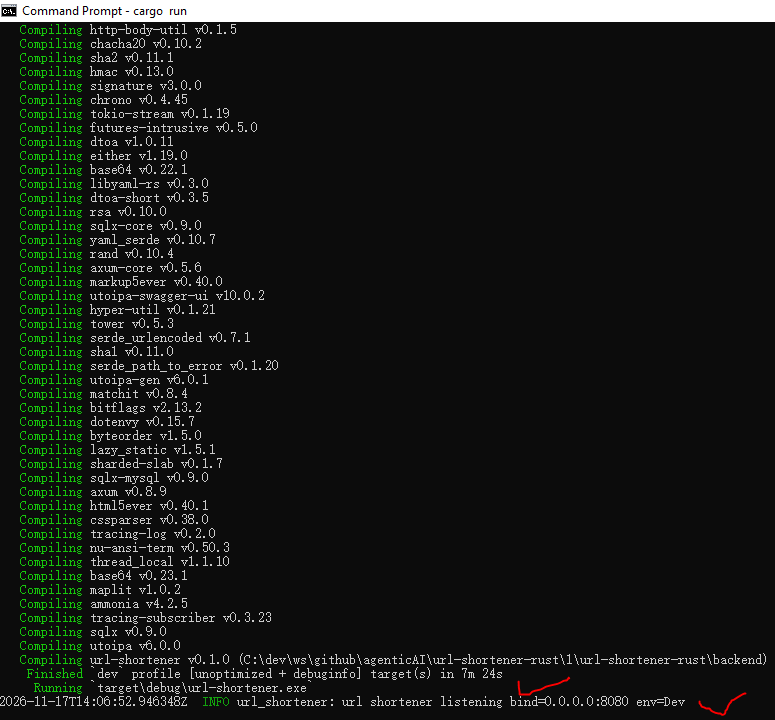 Command Prompt - cargo  run
Compiling http-body-util v0.1.5
Compiling chacha20 v0.10.2
Compiling sha2 v0.11.1
Compiling hmac v0.13.0
Compiling signature v3.0.0
Compiling chrono v0.4.45
Compiling tokio-stream v0.1.19
Compiling futures-intrusive v0.5.0
Compiling dtoa v1.0.11
Compiling either v1.19.0
Compiling base64 v0.22.1
Compiling libyaml-rs v0.3.0
Compiling dtoa-short v0.3.5
Compiling rsa v0.10.0
Compiling sqlx-core v0.9.0
Compiling yaml_serde v0.10.7
Compiling rand v0.10.4
Compiling axum-core v0.5.6
Compiling markup5ever v0.40.0
Compiling utoipa-swagger-ui v10.0.2
Compiling hyper-util v0.1.21
Compiling tower v0.5.3
Compiling serde_urlencoded v0.7.1
Compiling sha1 v0.11.0
Compiling serde_path_to_error v0.1.20
Compiling utoipa-gen v6.0.1
Compiling matchit v0.8.4
Compiling bitflags v2.13.2
Compiling dotenvy v0.15.7
Compiling byteorder v1.5.0
Compiling lazy_static v1.5.1
Compiling sharded-slab v0.1.7
Compiling sqlx-mysql v0.9.0
Compiling axum v0.8.9
Compiling html5ever v0.40.1
Compiling cssparser v0.38.0
Compiling tracing-log v0.2.0
Compiling nu-ansi-term v0.50.3
Compiling thread_local v1.1.10
Compiling base64 v0.23.1
Compiling maplit v1.0.2
Compiling ammonia v4.2.5
Compiling tracing-subscriber v0.3.23
Compiling sqlx v0.9.0
Compiling utoipa v6.0.0
Compiling url-shortener v0.1.0 (C:\dev\ws\github\agenticAI\url-shortener-rust\1\url-shortener-rust\backend)
Finished `dev` profile [unoptimized + debuginfo] target(s) in 7m 24s
Running `target\debug\url-shortener.exe`
2026-11-17T14:06:52.946348Z  INFO url_shortener: url shortener listening bind=0.0.0.0:8080 env=Dev